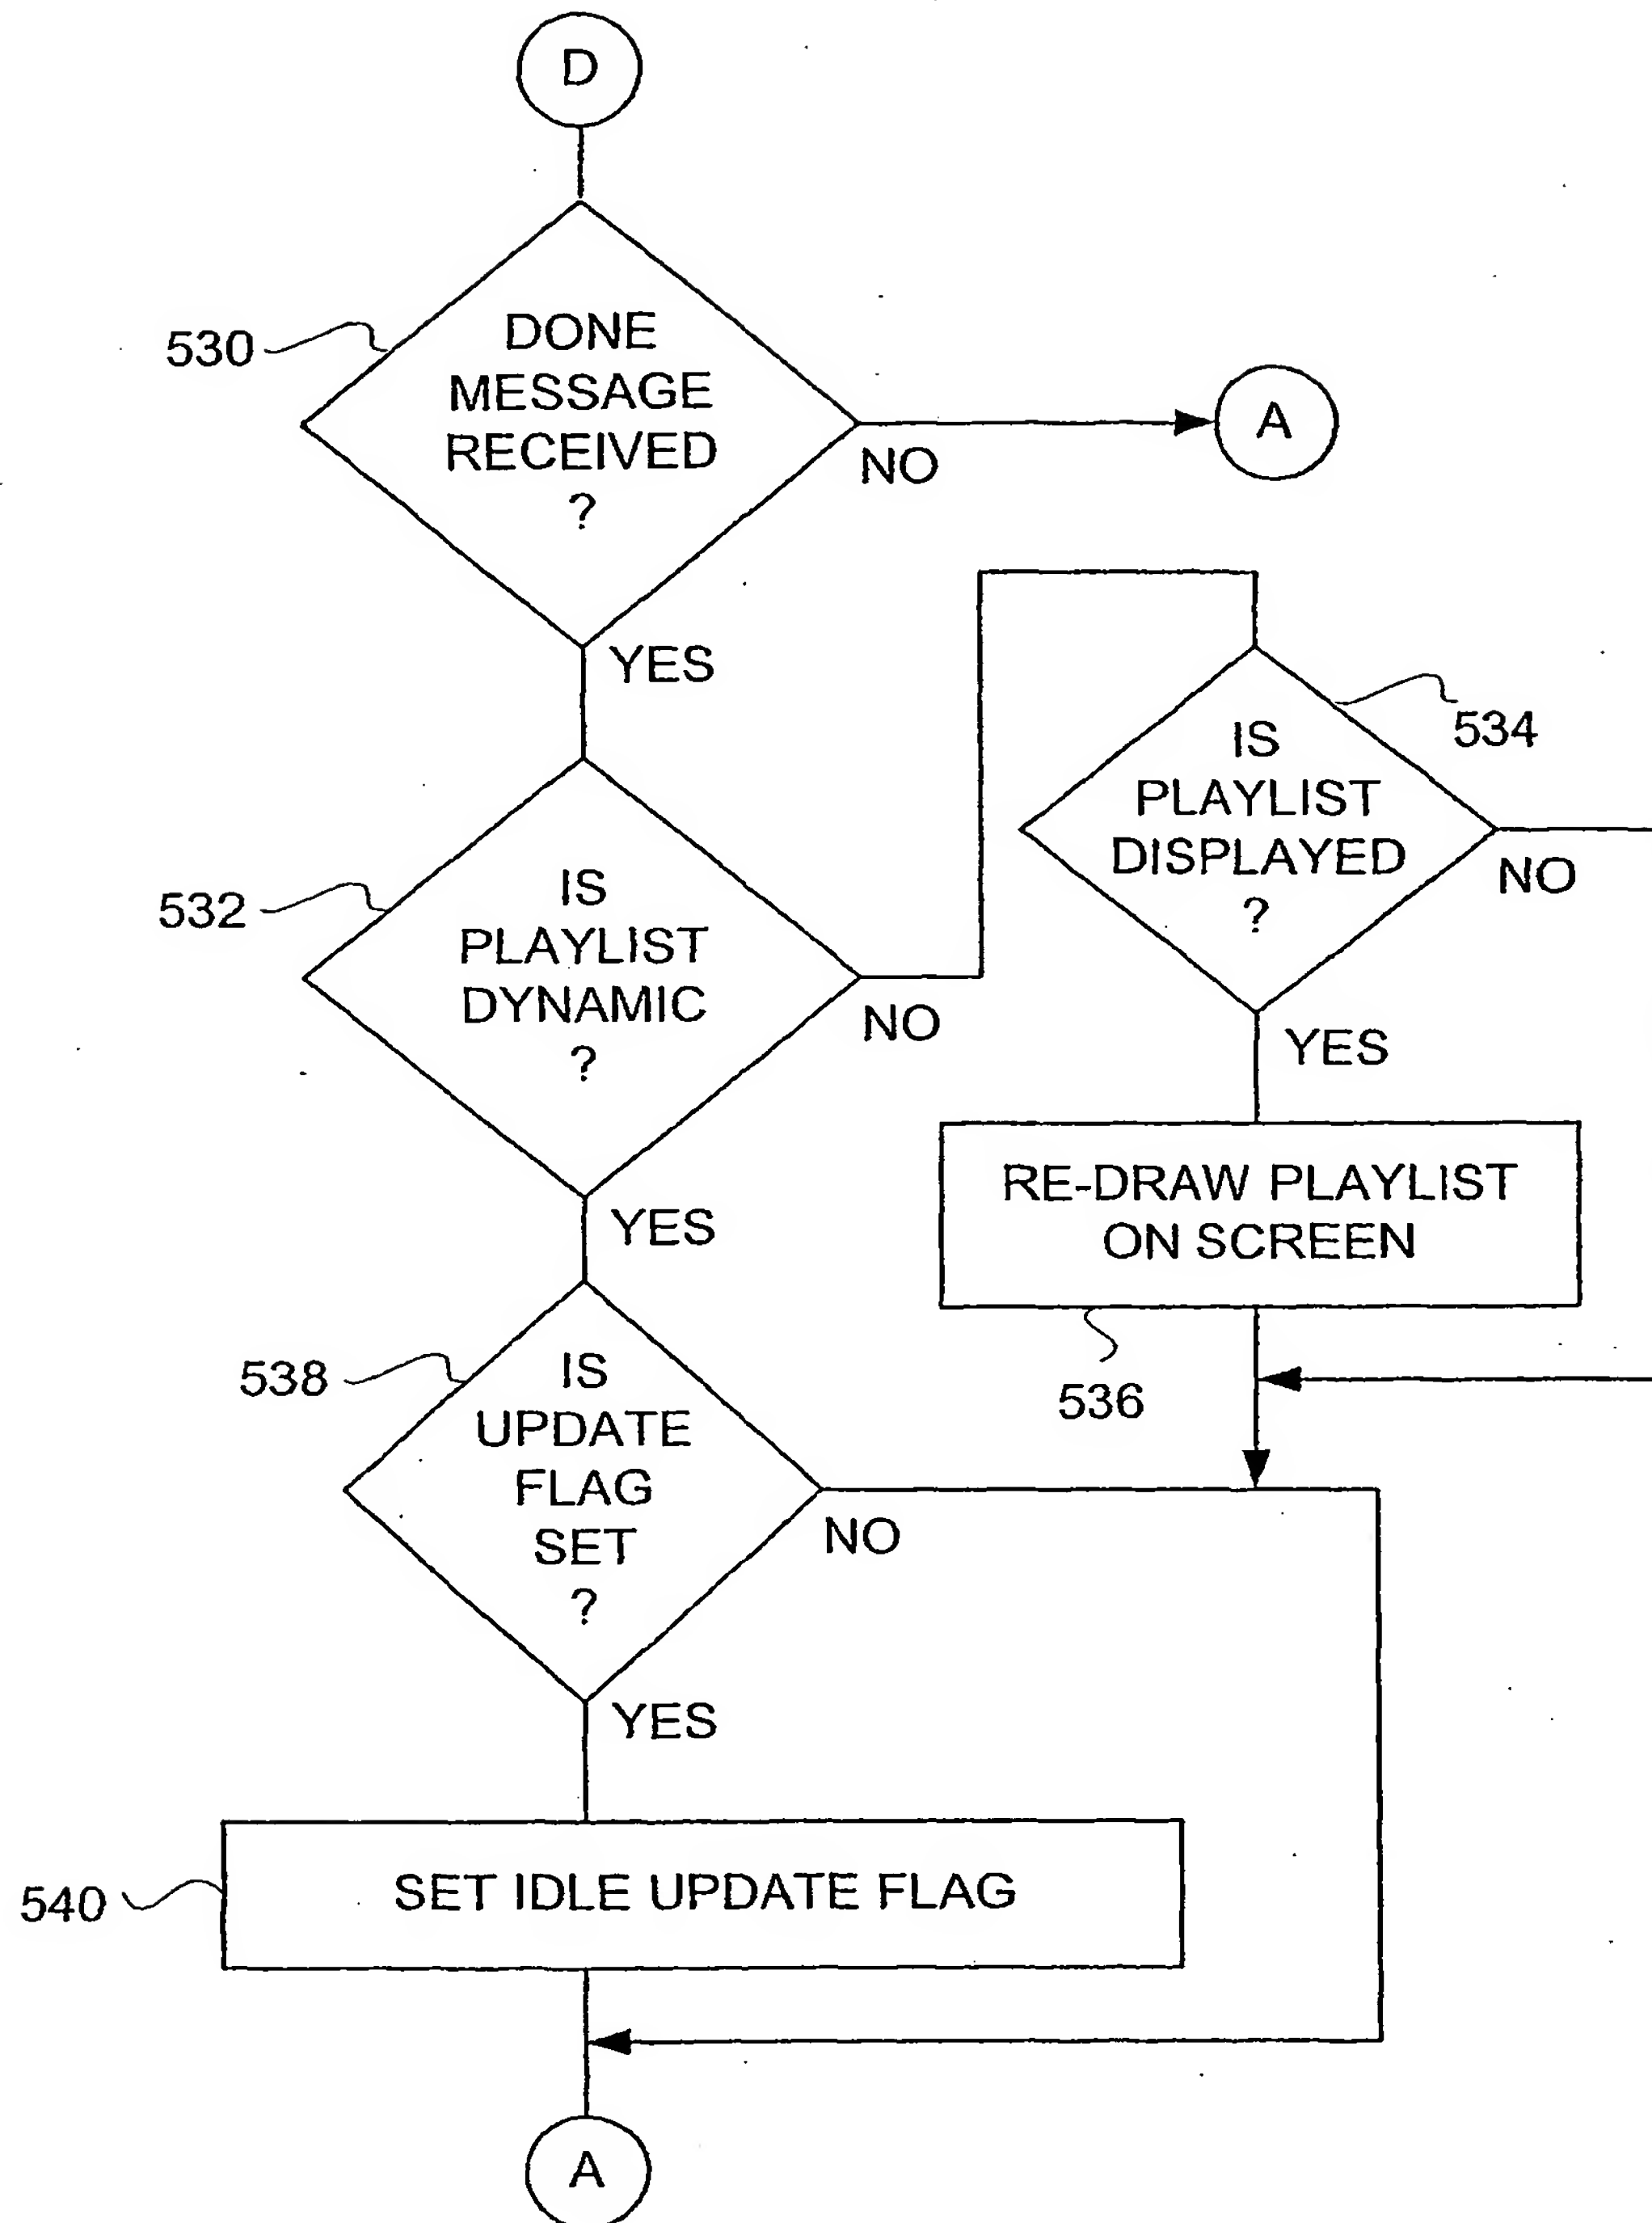 D
530
DONE
MESSAGE
RECEIVED
?
NO
A
YES
532
IS
PLAYLIST
DYNAMIC
?
NO
534
IS
PLAYLIST
DISPLAYED
?
NO
YES
RE-DRAW PLAYLIST
ON SCREEN
536
YES
538
IS
UPDATE
FLAG
SET
?
NO
YES
540
SET IDLE UPDATE FLAG
A